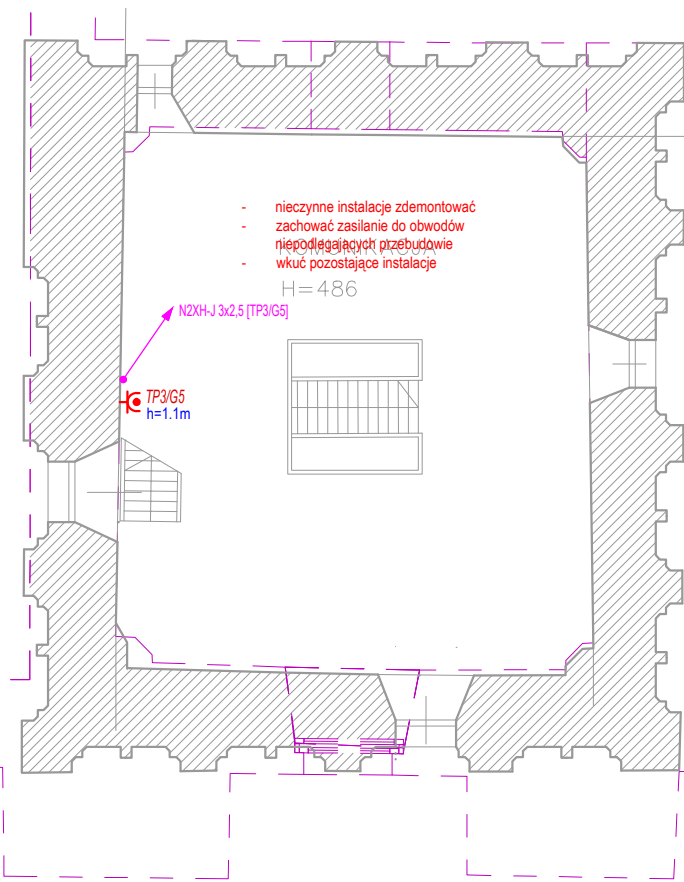 - nieczynne instalacje zdemontować
- zachować zasilanie do obwodów
niepodlegających przebudowie
KOMUNIKACJA
- wkuć pozostające instalacje
H=486
N2XH-J 3x2,5 [TP3/G5]
TP3/G5
h=1.1m